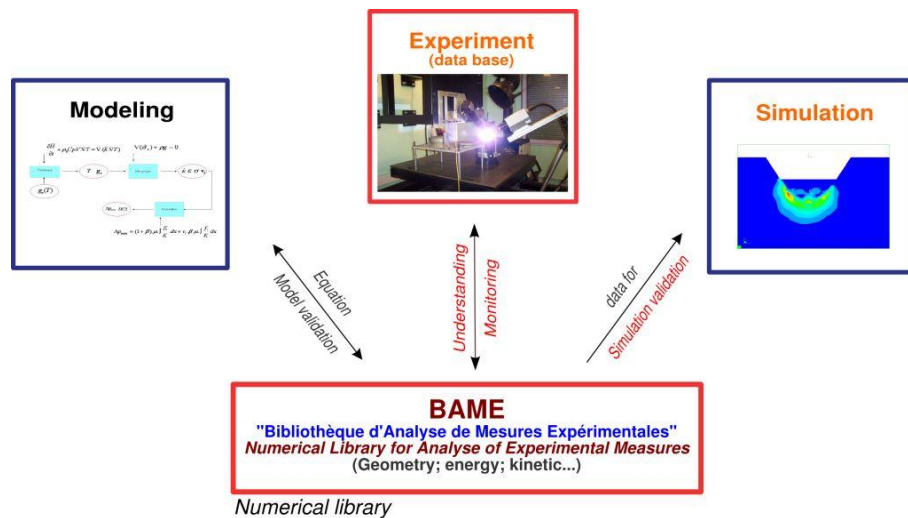 Experiment
(data base)
Modeling
Simulation
Equation
Model validation
Understanding
Monitoring
data for
Simulation validation
BAME
"Bibliothèque d'Analyse de Mesures Expérimentales"
Numerical Library for Analyse of Experimental Measures
(Geometry; energy; kinetic...)
Numerical library